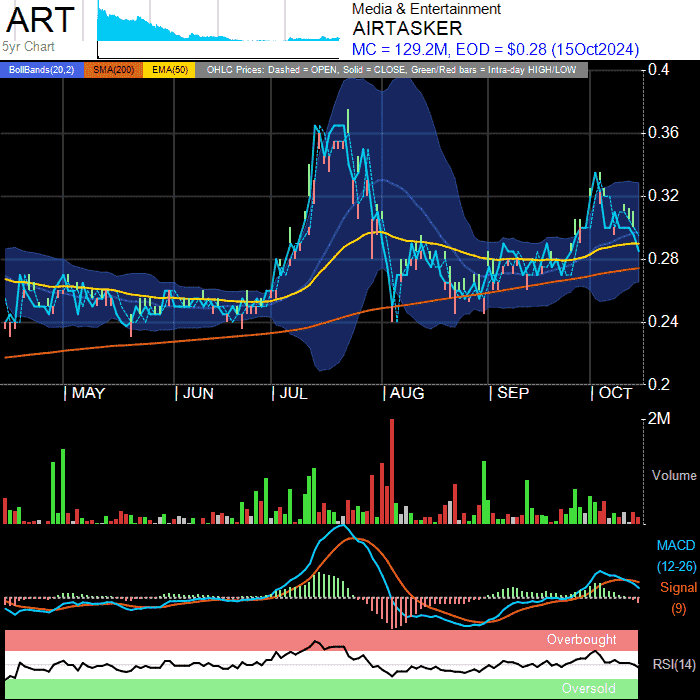 ART
5yr Chart
Media & Entertainment
AIRTASKER
MC = 129.2M, EOD = $0.28 (15Oct2024)
BollBands(20,2) SMA(200) EMA(50) OHLC Prices: Dashed = OPEN, Solid = CLOSE, Green/Red bars = Intra-day HIGH/LOW
0.4
0.36
0.32
0.28
0.24
0.2
MAY JUN JUL AUG SEP OCT
2M
Volume
MACD
(12-26)
Signal
(9)
Overbought
RSI(14)
Oversold